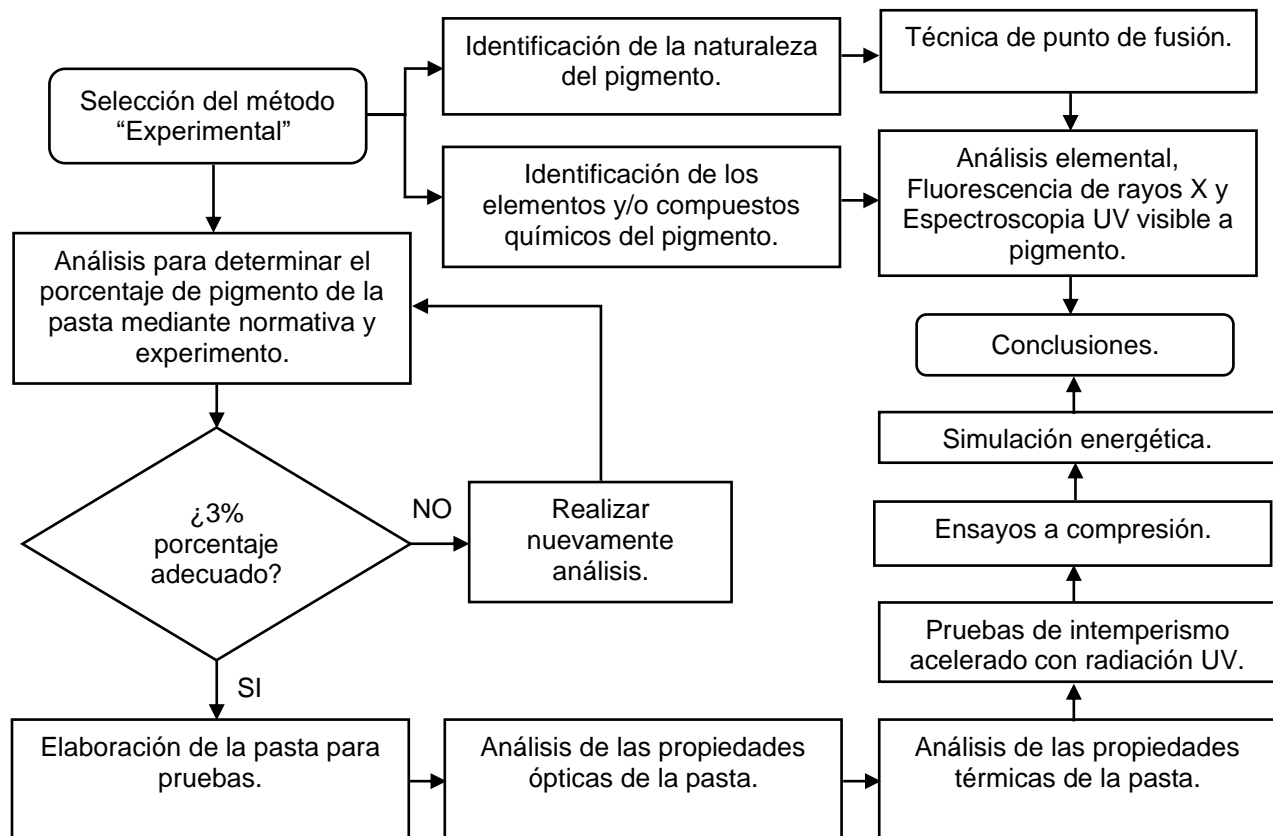 Selección del método
“Experimental”
Identificación de la naturaleza
del pigmento.
Técnica de punto de fusión.
Identificación de los
elementos y/o compuestos
químicos del pigmento.
Análisis elemental,
Fluorescencia de rayos X y
Espectroscopia UV visible a
pigmento.
Análisis para determinar el
porcentaje de pigmento de la
pasta mediante normativa y
experimento.
Conclusiones.
Simulación energética.
¿3%
porcentaje
adecuado?
NO
Realizar
nuevamente
análisis.
Ensayos a compresión.
Pruebas de intemperismo
acelerado con radiación UV.
SI
Elaboración de la pasta para
pruebas.
Análisis de las propiedades
ópticas de la pasta.
Análisis de las propiedades
térmicas de la pasta.